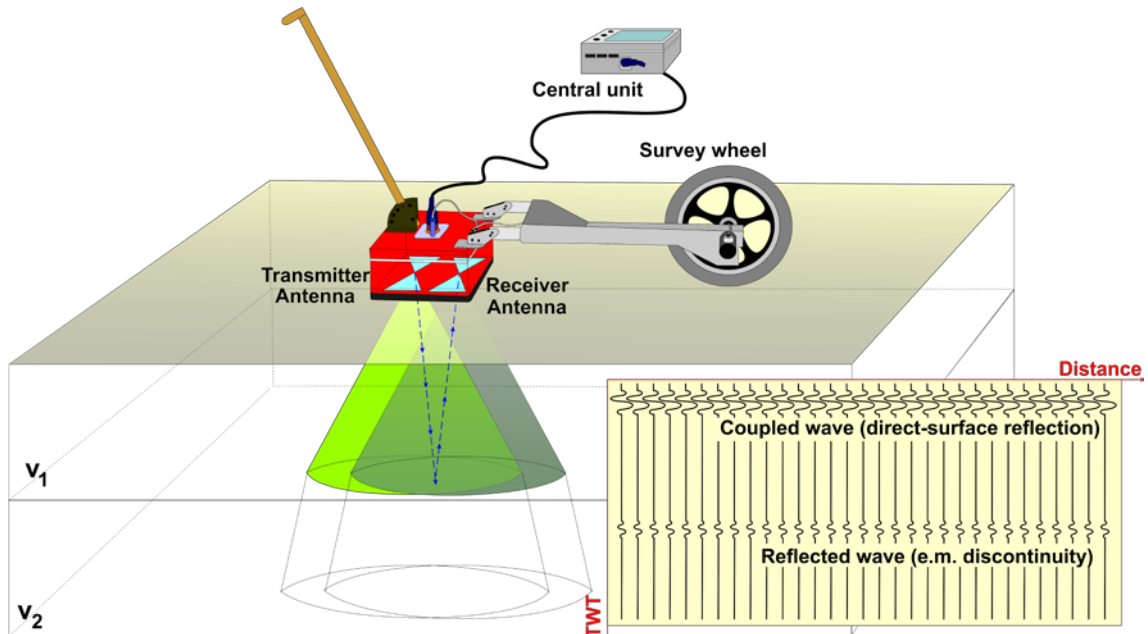 Central unit
Survey wheel
Transmitter
Antenna
Receiver
Antenna
Distance
Coupled wave (direct-surface reflection)
v1
Reflected wave (e.m. discontinuity)
TWT
v2